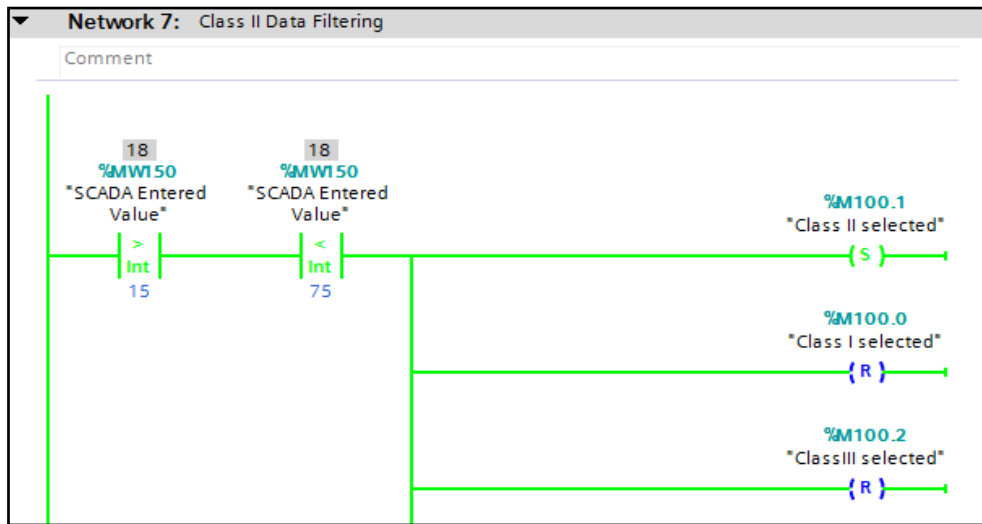 Network 7: Class II Data Filtering
Comment
18 18
%MW150 %MW150
"SCADA Entered "SCADA Entered
Value" Value"
> <
Int Int
15 75
%M100.1
"Class II selected"
S
%M100.0
"Class I selected"
R
%M100.2
"ClassIII selected"
R